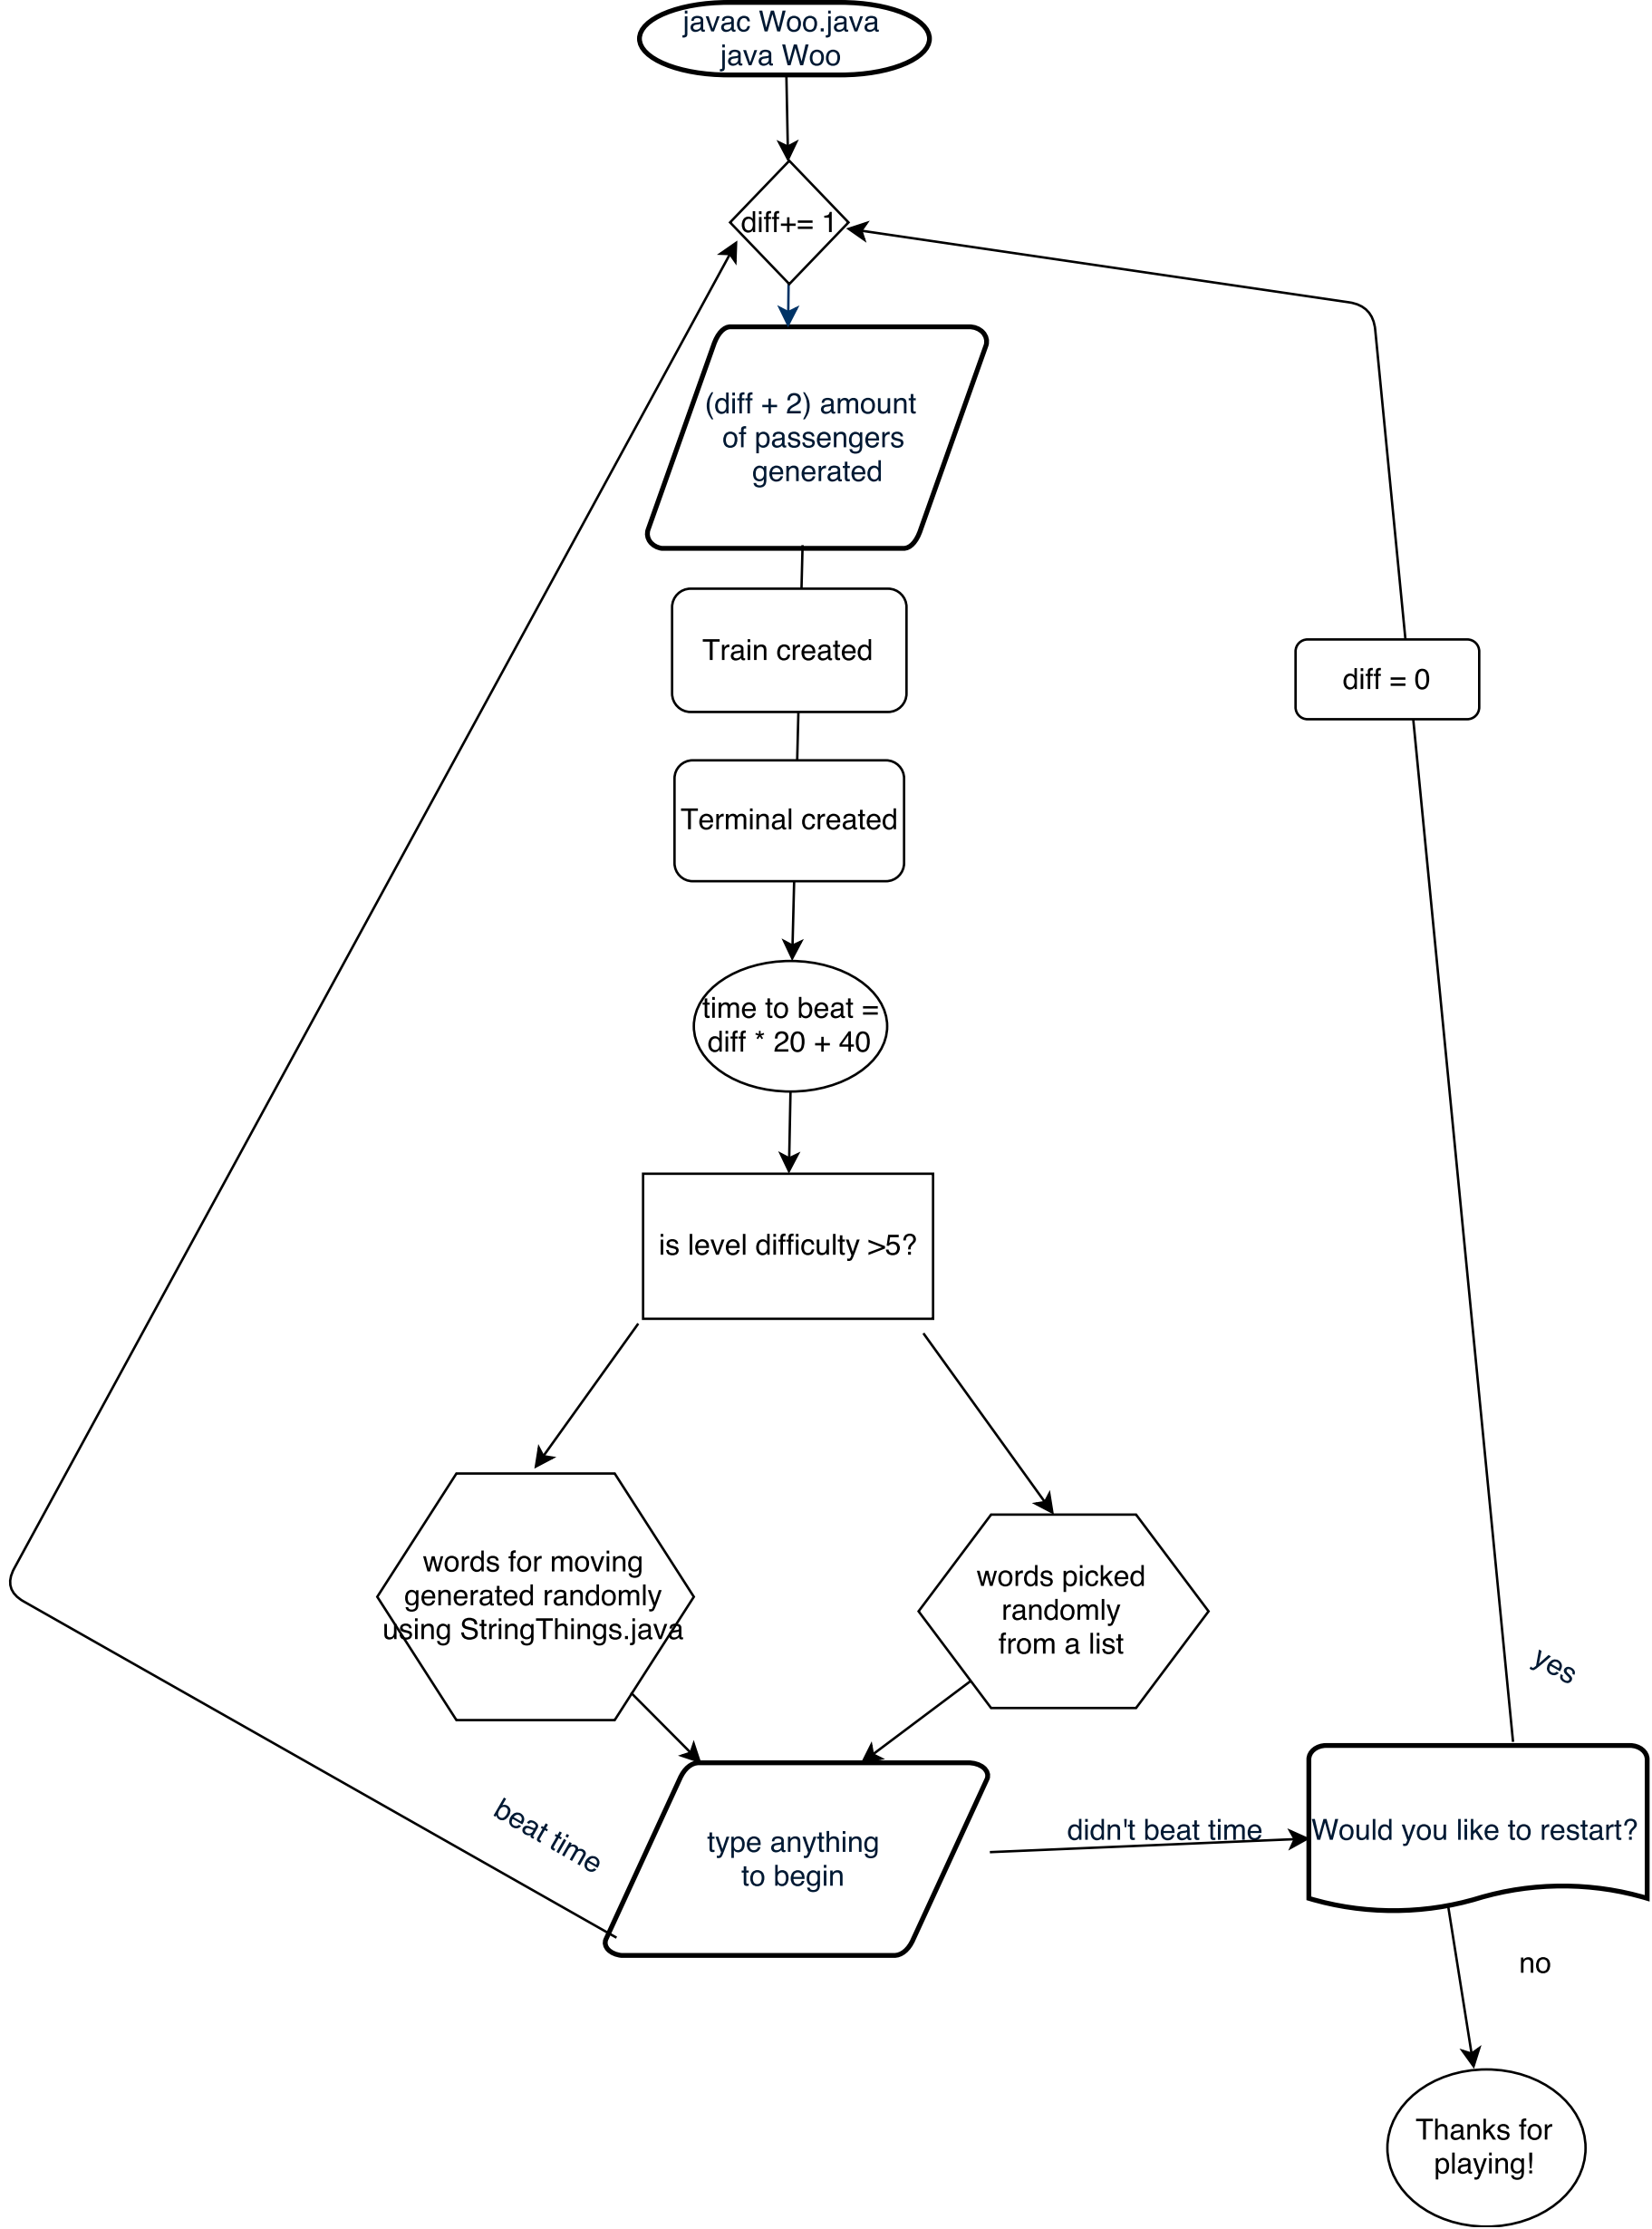 javac Woo.java
java Woo
diff+= 1
(diff + 2) amount
of passengers
generated
Train created
diff = 0
Terminal created
time to beat =
diff * 20 + 40
is level difficulty >5?
words for moving
generated randomly
using StringThings.java
words picked
randomly
from a list
yes
beat time
type anything
to begin
didn't beat time
Would you like to restart?
no
Thanks for
playing!